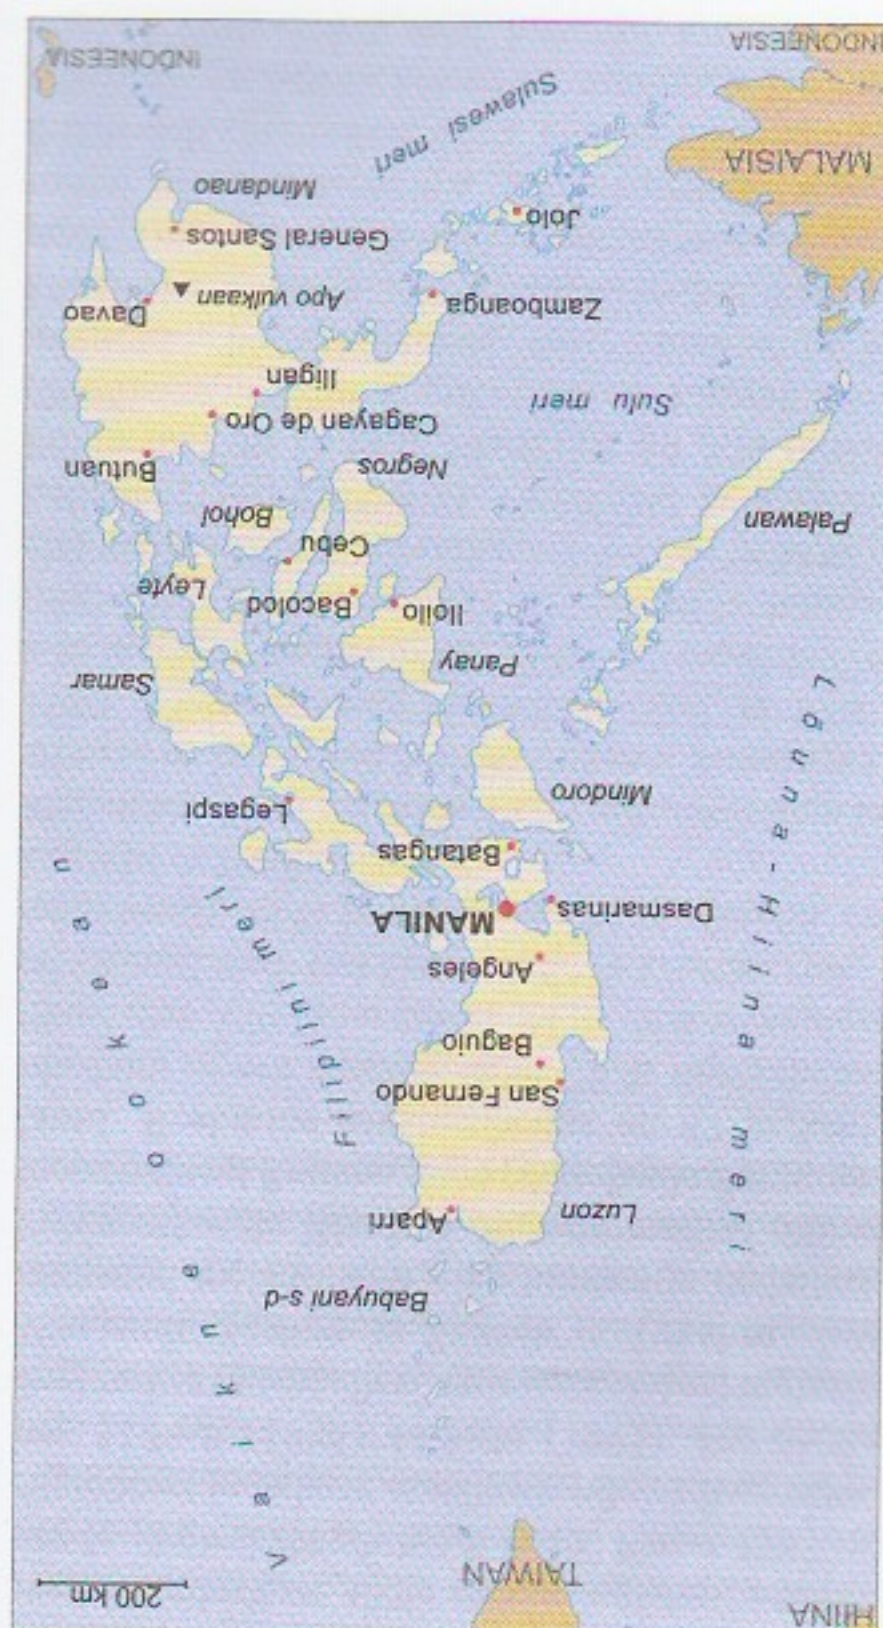 HIINA
TAIWAN
200 km
Vaikne ookean
Babuyani s-d
Luzon
Aparri
Lõuna-Hiina meri
Filipiini meri
San Fernando
Baguio
Angeles
MANILA
Dasmarinas
Batangas
Legaspi
Mindoro
Samar
Panay
Iloilo
Bacolod
Leyte
Cebu
Bohol
Palawan
Negros
Butuan
Cagayan de Oro
Sulu meri
Iligan
Zamboanga
Apo vulkaan
Davao
General Santos
Jolo
Mindanao
MALAISIA
Sulawesi meri
INDONEESIA
INDONEESIA